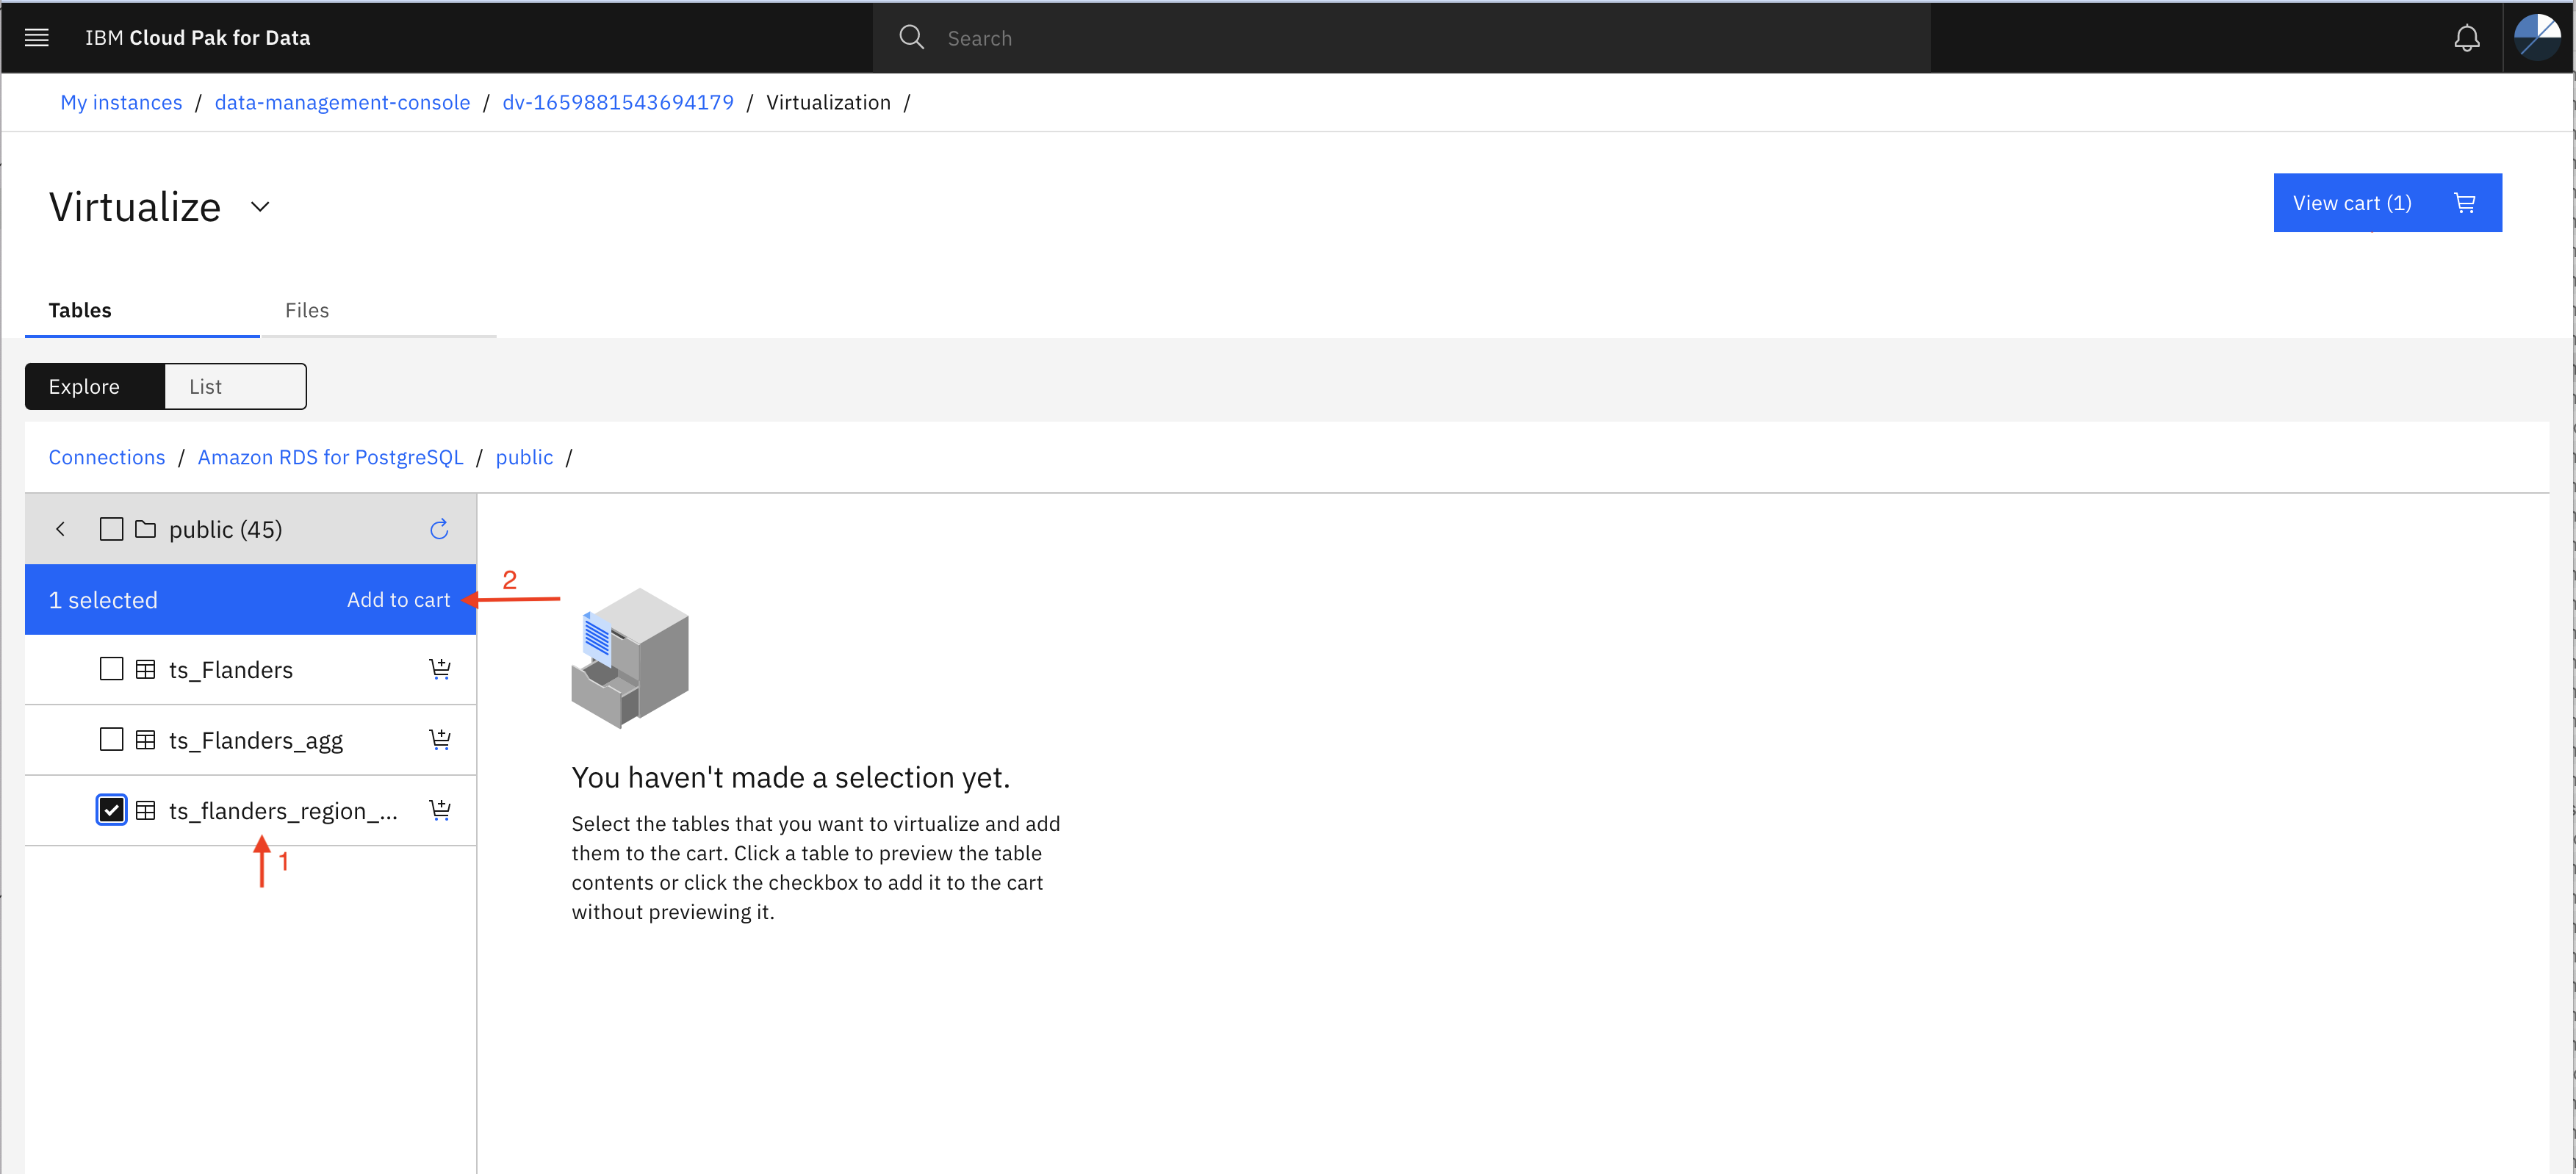 IBM Cloud Pak for Data
Search
My instances / data-management-console / dv-1659881543694179 / Virtualization /
Virtualize
View cart (1)
Tables
Files
Explore
List
Connections / Amazon RDS for PostgreSQL / public /
public (45)
1 selected
Add to cart
2
ts_Flanders
ts_Flanders_agg
ts_flanders_region_...
1
You haven't made a selection yet.
Select the tables that you want to virtualize and add
them to the cart. Click a table to preview the table
contents or click the checkbox to add it to the cart
without previewing it.